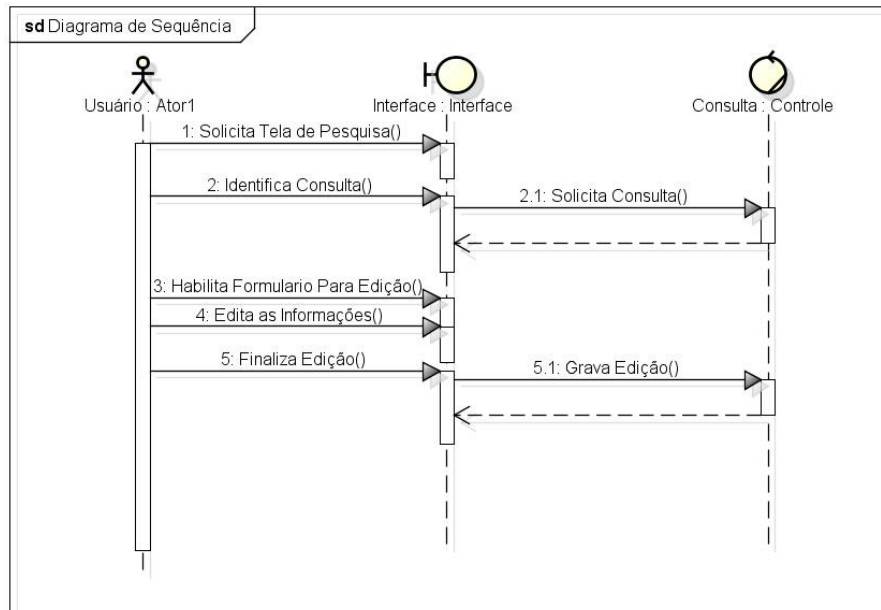 sd Diagrama de Sequência
Usuário : Ator1
Interface : Interface
Consulta : Controle
1: Solicita Tela de Pesquisa()
2: Identifica Consulta()
2.1: Solicita Consulta()
3: Habilita Formulario Para Edição()
4: Edita as Informações()
5: Finaliza Edição()
5.1: Grava Edição()